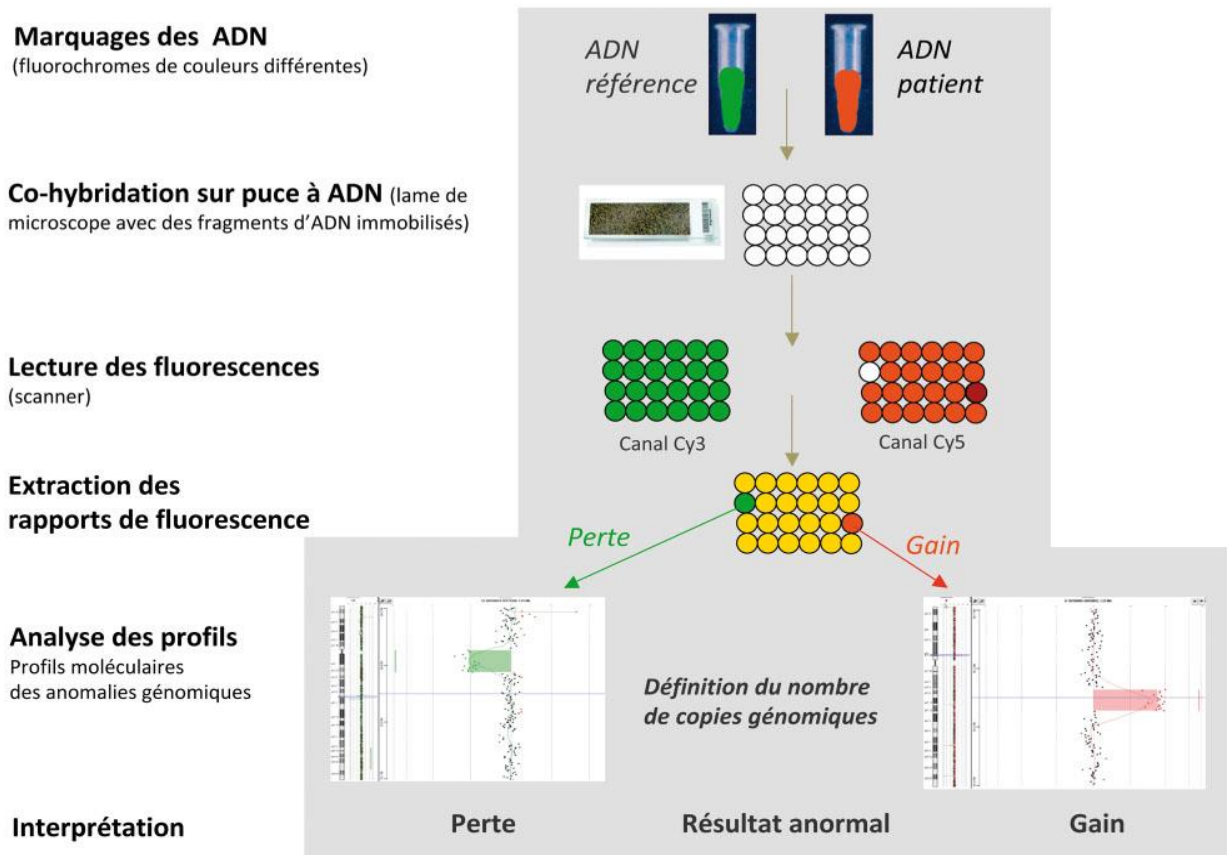 Marquages des ADN
(fluorochromes de couleurs différentes)
ADN
référence
ADN
patient
Co-hybridation sur puce à ADN (lame de
microscope avec des fragments d'ADN immobilisés)
Lecture des fluorescences
(scanner)
Canal Cy3
Canal Cy5
Extraction des
rapports de fluorescence
Perte
Gain
Analyse des profils
Profils moléculaires
des anomalies génomiques
Définition du nombre
de copies génomiques
Interprétation
Perte
Résultat anormal
Gain